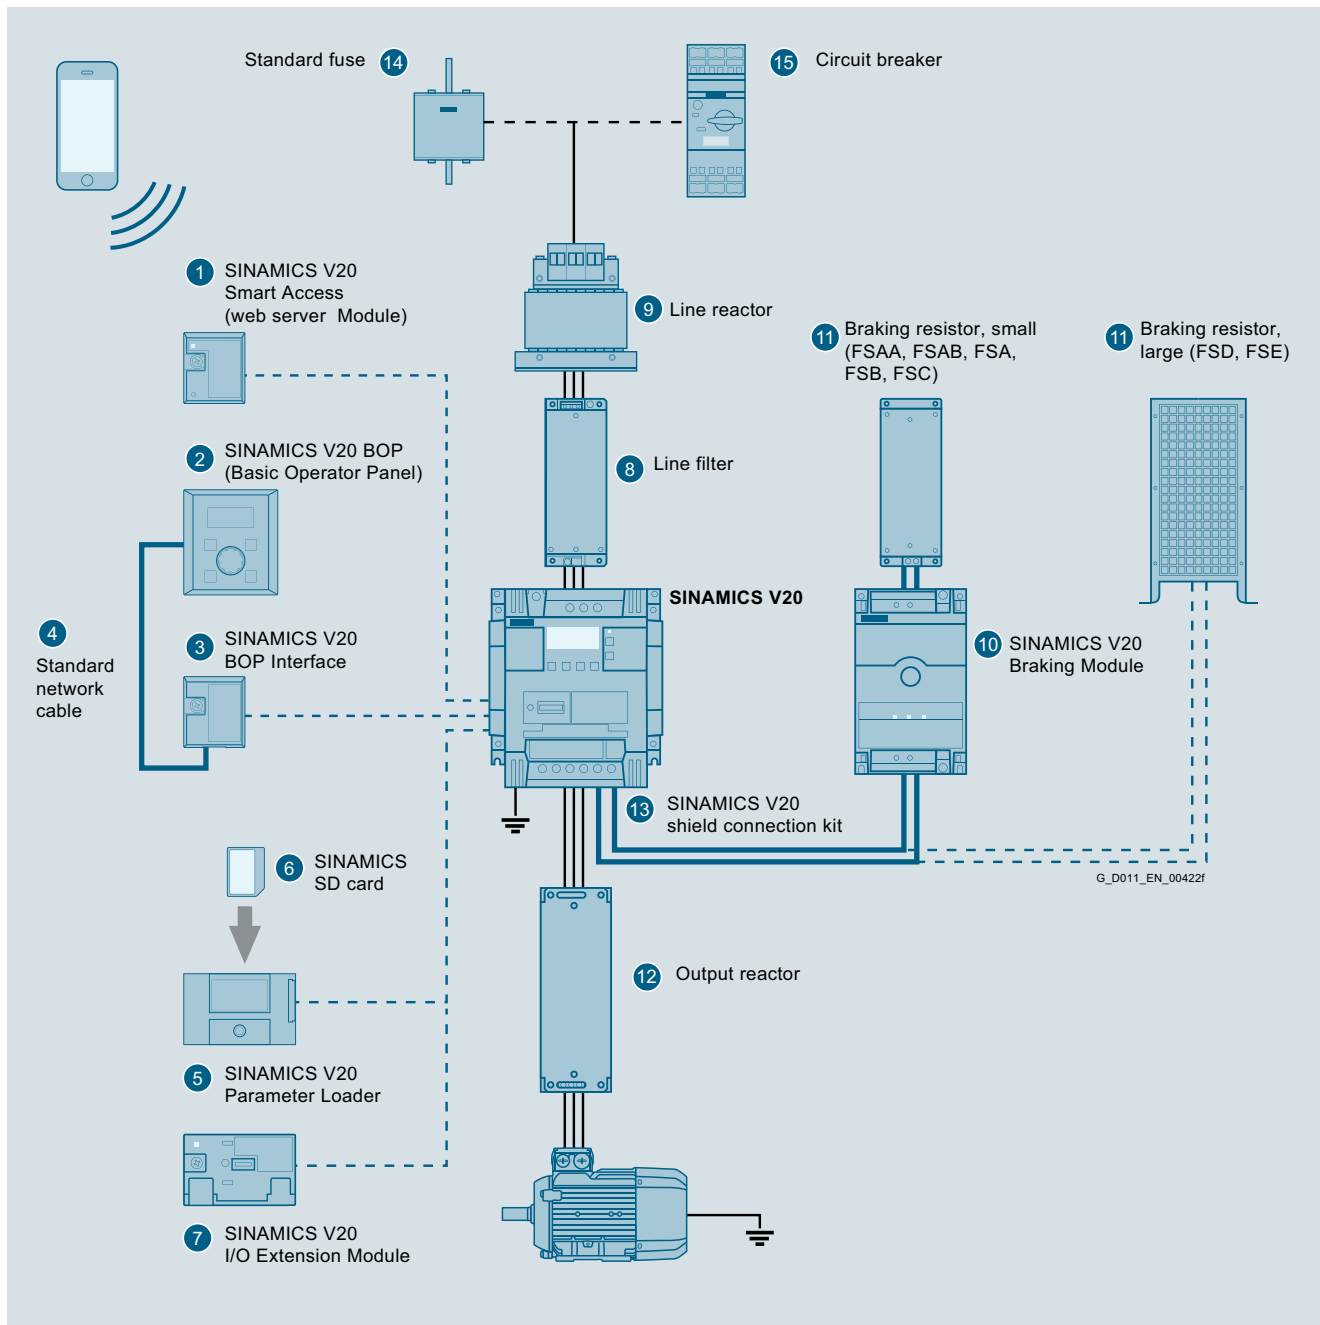 Standard fuse 14
15 Circuit breaker
1 SINAMICS V20
Smart Access
(web server Module)
9 Line reactor
11 Braking resistor, small
(FSAA, FSAB, FSA,
FSB, FSC)
11 Braking resistor,
large (FSD, FSE)
2 SINAMICS V20 BOP
(Basic Operator Panel)
8 Line filter
SINAMICS V20
4
Standard
network
cable
3 SINAMICS V20
BOP Interface
10 SINAMICS V20
Braking Module
13 SINAMICS V20
shield connection kit
6 SINAMICS
SD card
G_D011_EN_00422f
12 Output reactor
5 SINAMICS V20
Parameter Loader
7 SINAMICS V20
I/O Extension Module